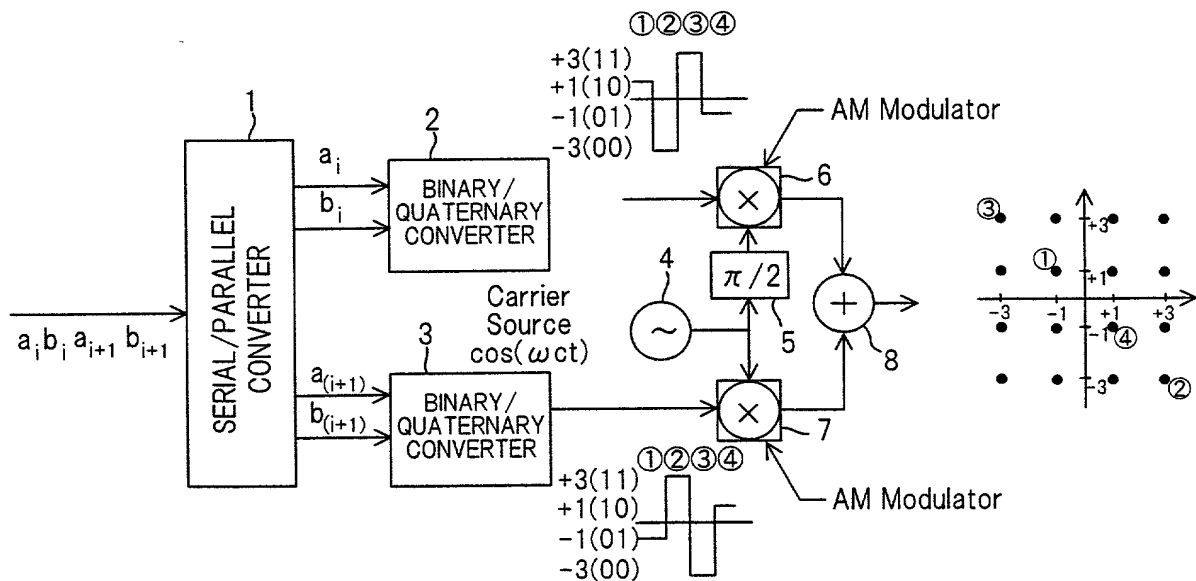 ①②③④
+3(11)
+1(10)
-1(01)
-3(00)
AM Modulator
1
2
6
a_i
b_i
BINARY/
QUATERNARY
CONVERTER
SERIAL/PARALLEL
CONVERTER
a_i b_i a_{i+1} b_{i+1}
4
π/2
5
Carrier
Source
cos(ωct)
~
+
8
3
a_{(i+1)}
b_{(i+1)}
BINARY/
QUATERNARY
CONVERTER
×
×
7
AM Modulator
①②③④
+3(11)
+1(10)
-1(01)
-3(00)
③
+3
①
+1
-3 -1 +1 +3
-1
④
-3
②